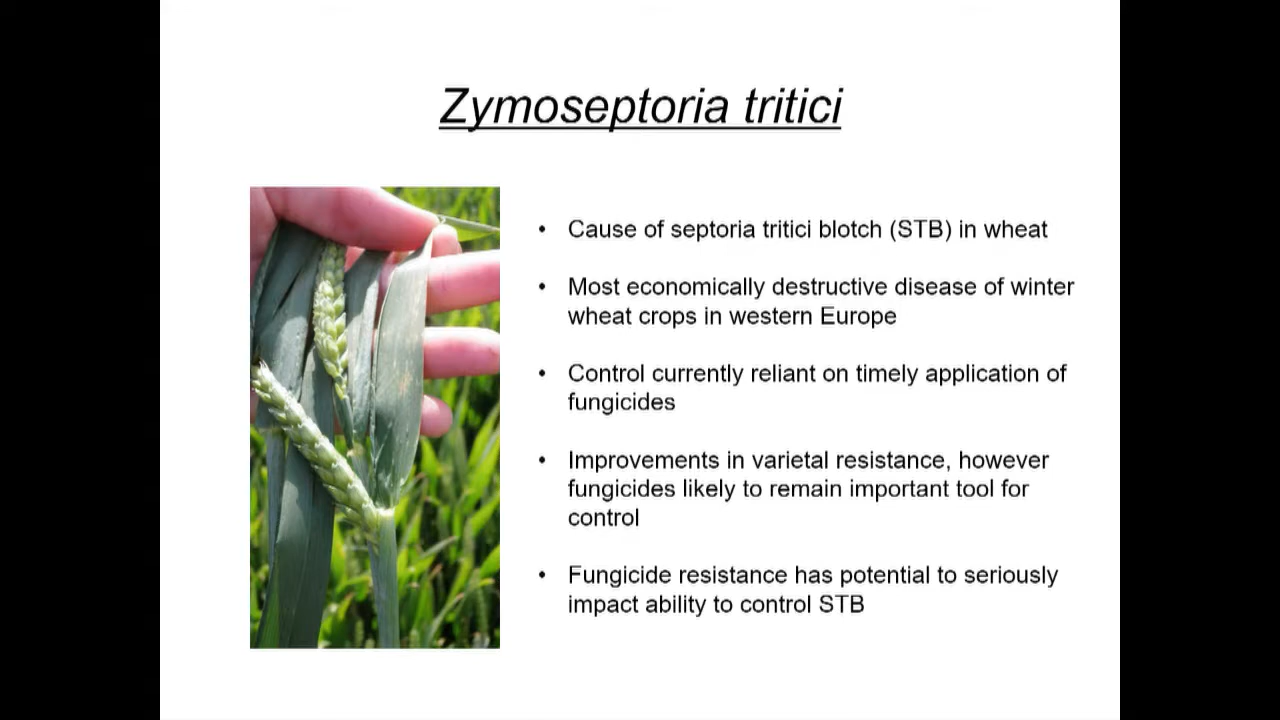 Zymoseptoria tritici
• Cause of septoria tritici blotch (STB) in wheat
• Most economically destructive disease of winter
wheat crops in western Europe
• Control currently reliant on timely application of
fungicides
• Improvements in varietal resistance, however
fungicides likely to remain important tool for
control
• Fungicide resistance has potential to seriously
impact ability to control STB